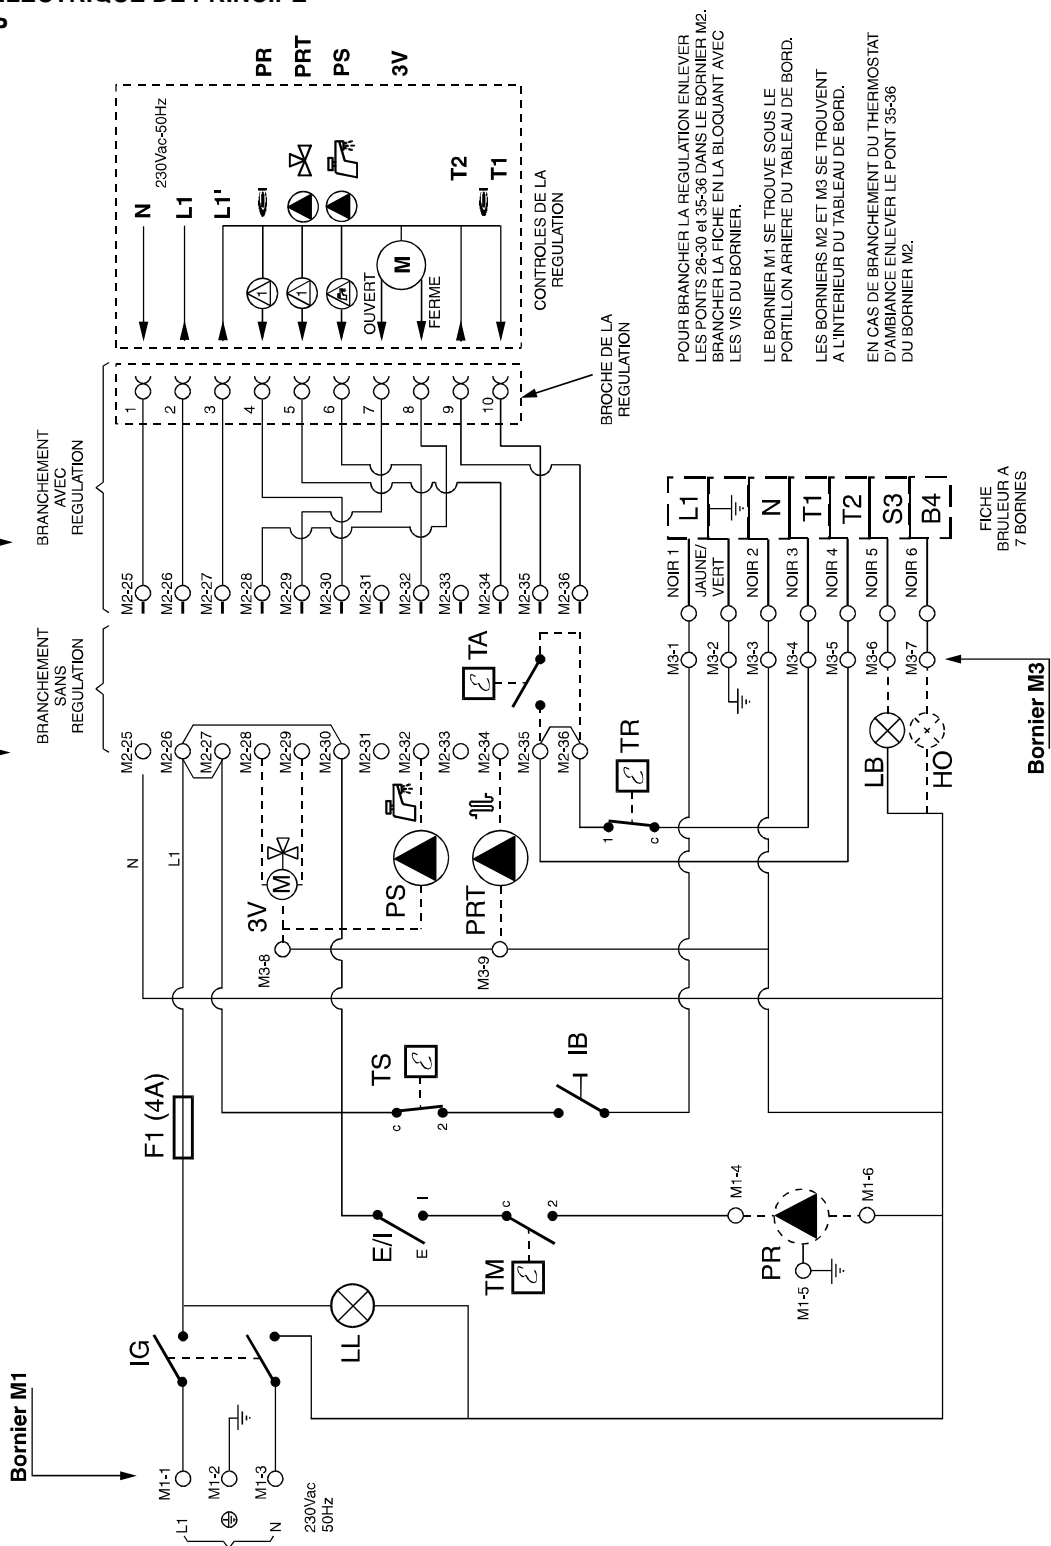 PR
PRT
PS
3V
230Vac-50Hz
N
L1
L1'
T2
T1
1
1
M
OUVERT
FERME
CONTROLES DE LA
REGULATION
BROCHE DE LA
REGULATION
POUR BRANCHER LA REGULATION ENLEVER
LES PONTS 26-30 et 35-36 DANS LE BORNIER M2.
BRANCHER LA FICHE EN LA BLOQUANT AVEC
LES VIS DU BORNIER.
LE BORNIER M1 SE TROUVE SOUS LE
PORTILLON ARRIERE DU TABLEAU DE BORD.
LES BORNIERS M2 ET M3 SE TROUVENT
A L'INTERIEUR DU TABLEAU DE BORD.
EN CAS DE BRANCHEMENT DU THERMOSTAT
D'AMBIANCE ENLEVER LE PONT 35-36
DU BORNIER M2.
1
2
3
4
5
6
7
8
9
10
BRANCHEMENT
AVEC
REGULATION
M2-25
M2-26
M2-27
M2-28
M2-29
M2-30
M2-31
M2-32
M2-33
M2-34
M2-35
M2-36
BRANCHEMENT
SANS
REGULATION
M2-25
M2-26
M2-27
M2-28
M2-29
M2-30
M2-31
M2-32
M2-33
M2-34
M2-35
M2-36
TA
TR
1
c
L1
N
T1
T2
S3
B4
FICHE
BRULEUR A
7 BORNES
NOIR 1
JAUNE/
VERT
NOIR 2
NOIR 3
NOIR 4
NOIR 5
NOIR 6
M3-1
M3-2
M3-3
M3-4
M3-5
M3-6
M3-7
Bornier M3
LB
HO
N
L1
3V
M
PS
PRT
M3-8
M3-9
F1 (4A)
TS
c
2
IB
E/I
E
I
TM
c
2
M1-4
PR
M1-5
M1-6
IG
LL
Bornier M1
M1-1
M1-2
M1-3
L1
N
230Vac
50Hz